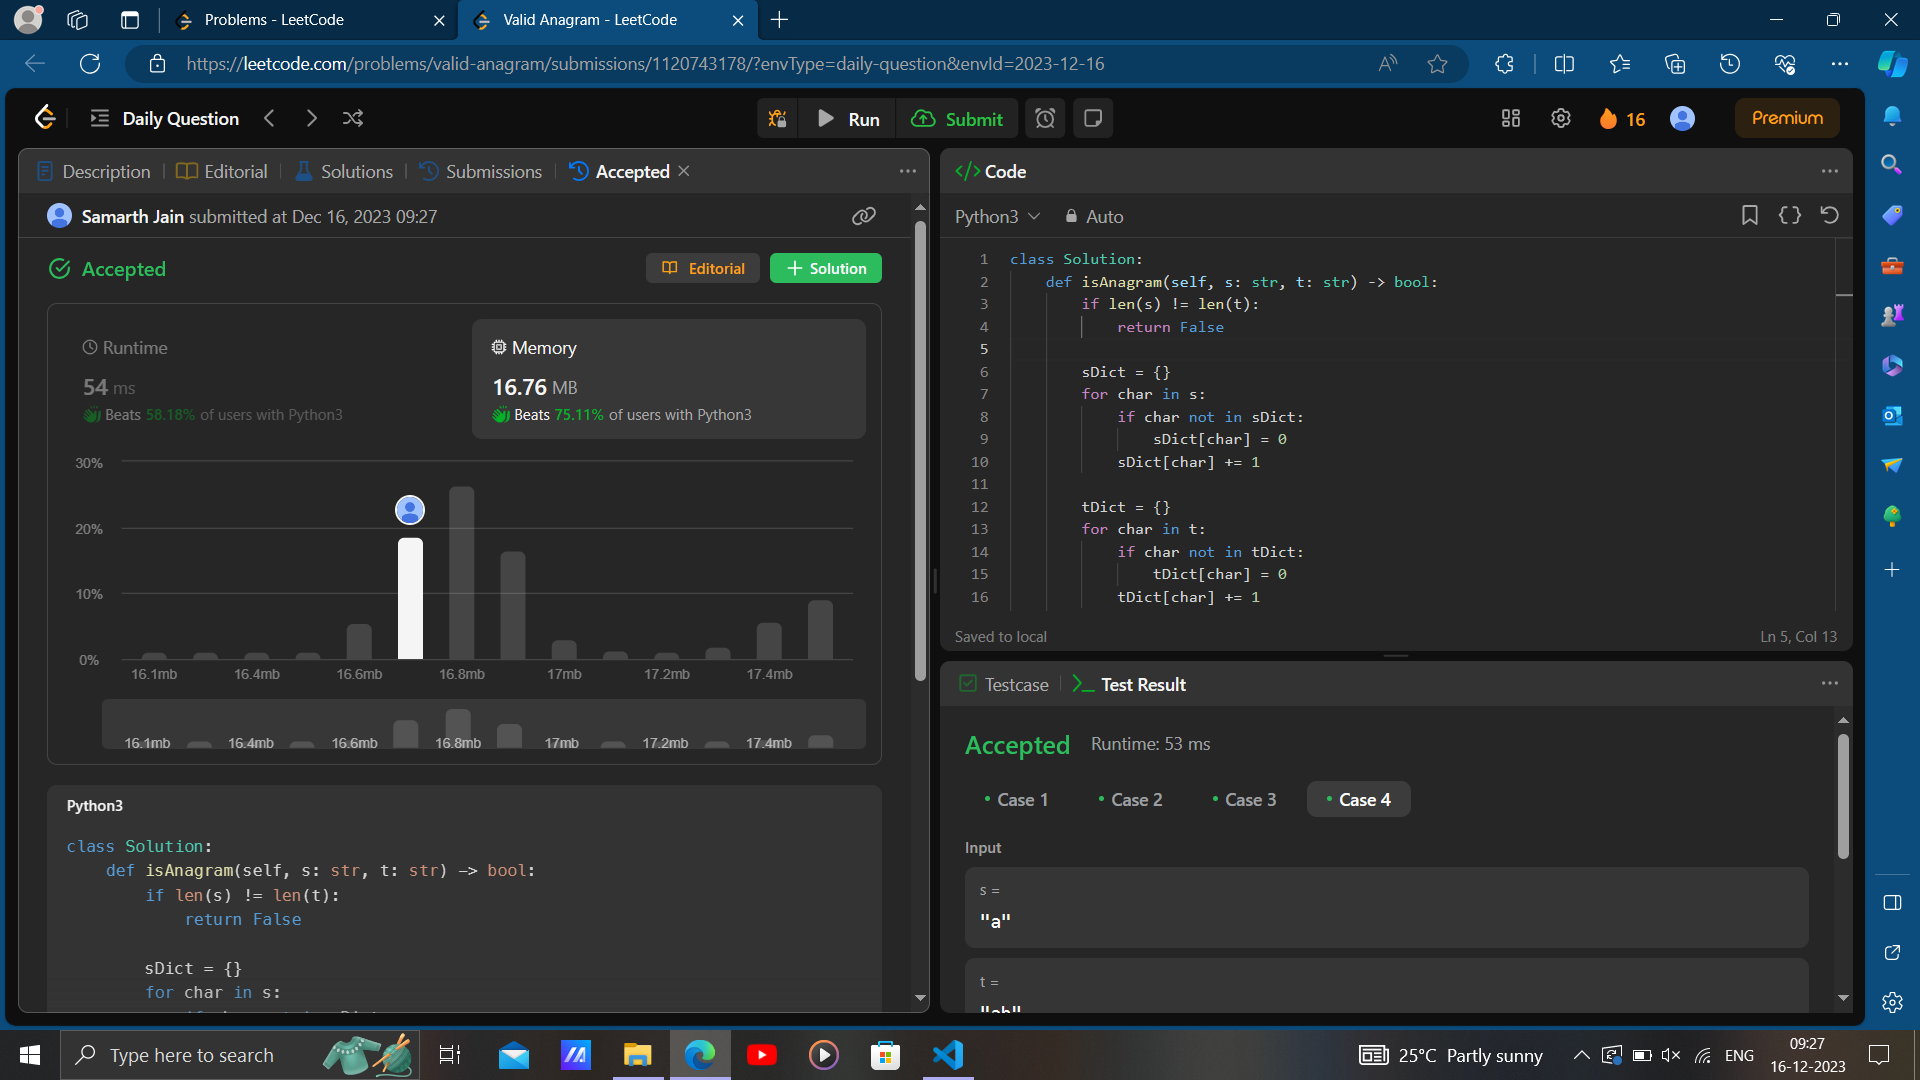 Problems - LeetCode
Valid Anagram - LeetCode
https://leetcode.com/problems/valid-anagram/submissions/1120743178/?envType=daily-question&envId=2023-12-16
Daily Question
Run
Submit
16
Premium
Description
Editorial
Solutions
Submissions
Accepted
Samarth Jain submitted at Dec 16, 2023 09:27
Accepted
Editorial
Solution
Runtime
54 ms
Beats 58.18% of users with Python3
Memory
16.76 MB
Beats 75.11% of users with Python3
30%
20%
10%
0%
16.1mb 16.4mb 16.6mb 16.8mb 17mb 17.2mb 17.4mb
16.1mb 16.4mb 16.6mb 16.8mb 17mb 17.2mb 17.4mb
Python3
class Solution:
    def isAnagram(self, s: str, t: str) -> bool:
        if len(s) != len(t):
            return False
        sDict = {}
        for char in s:
Code
Python3
Auto
1 class Solution:
2     def isAnagram(self, s: str, t: str) -> bool:
3         if len(s) != len(t):
4             return False
5
6         sDict = {}
7         for char in s:
8             if char not in sDict:
9                 sDict[char] = 0
10             sDict[char] += 1
11
12         tDict = {}
13         for char in t:
14             if char not in tDict:
15                 tDict[char] = 0
16             tDict[char] += 1
Saved to local
Ln 5, Col 13
Testcase
Test Result
Accepted
Runtime: 53 ms
Case 1
Case 2
Case 3
Case 4
Input
s =
"a"
t =
Type here to search
25°C Partly sunny
ENG
09:27
16-12-2023